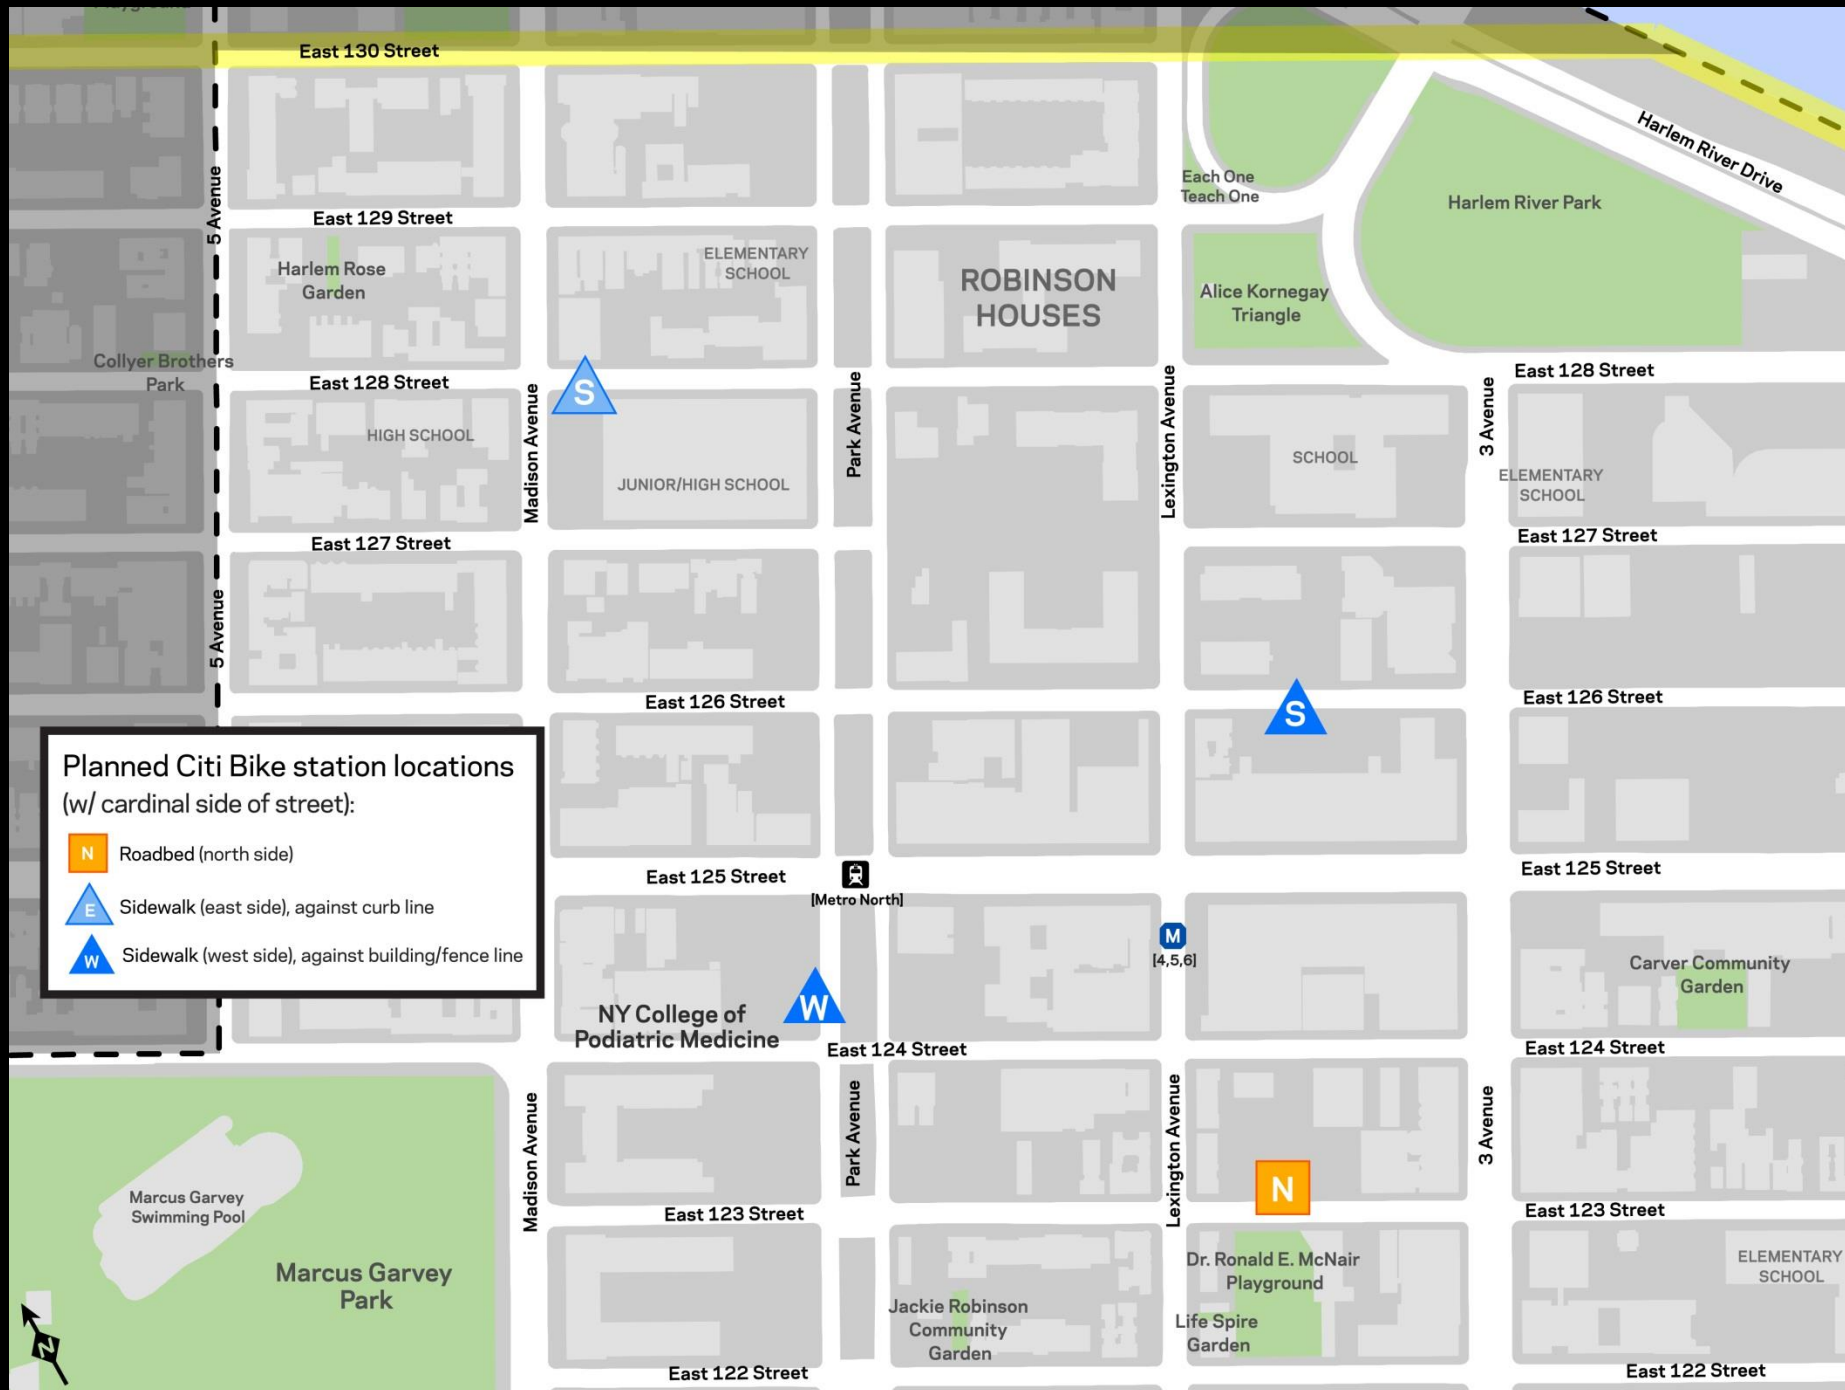 Playground
East 130 Street
Harlem River Drive
5 Avenue
Each One
Teach One
Harlem River Park
East 129 Street
Harlem Rose
Garden
ELEMENTARY
SCHOOL
ROBINSON
HOUSES
Alice Kornegay
Triangle
Collyer Brothers
Park
East 128 Street
S
Madison Avenue
Park Avenue
Lexington Avenue
3 Avenue
East 128 Street
HIGH SCHOOL
JUNIOR/HIGH SCHOOL
SCHOOL
ELEMENTARY
SCHOOL
East 127 Street
East 127 Street
5 Avenue
East 126 Street
S
East 126 Street
Planned Citi Bike station locations
(w/ cardinal side of street):
N Roadbed (north side)
E Sidewalk (east side), against curb line
W Sidewalk (west side), against building/fence line
East 125 Street
[Metro North]
East 125 Street
M
[4,5,6]
Carver Community
Garden
W
NY College of
Podiatric Medicine
East 124 Street
East 124 Street
Madison Avenue
Park Avenue
Lexington Avenue
3 Avenue
N
Marcus Garvey
Swimming Pool
East 123 Street
East 123 Street
Marcus Garvey
Park
Dr. Ronald E. McNair
Playground
ELEMENTARY
SCHOOL
Jackie Robinson
Community
Garden
Life Spire
Garden
N
East 122 Street
East 122 Street